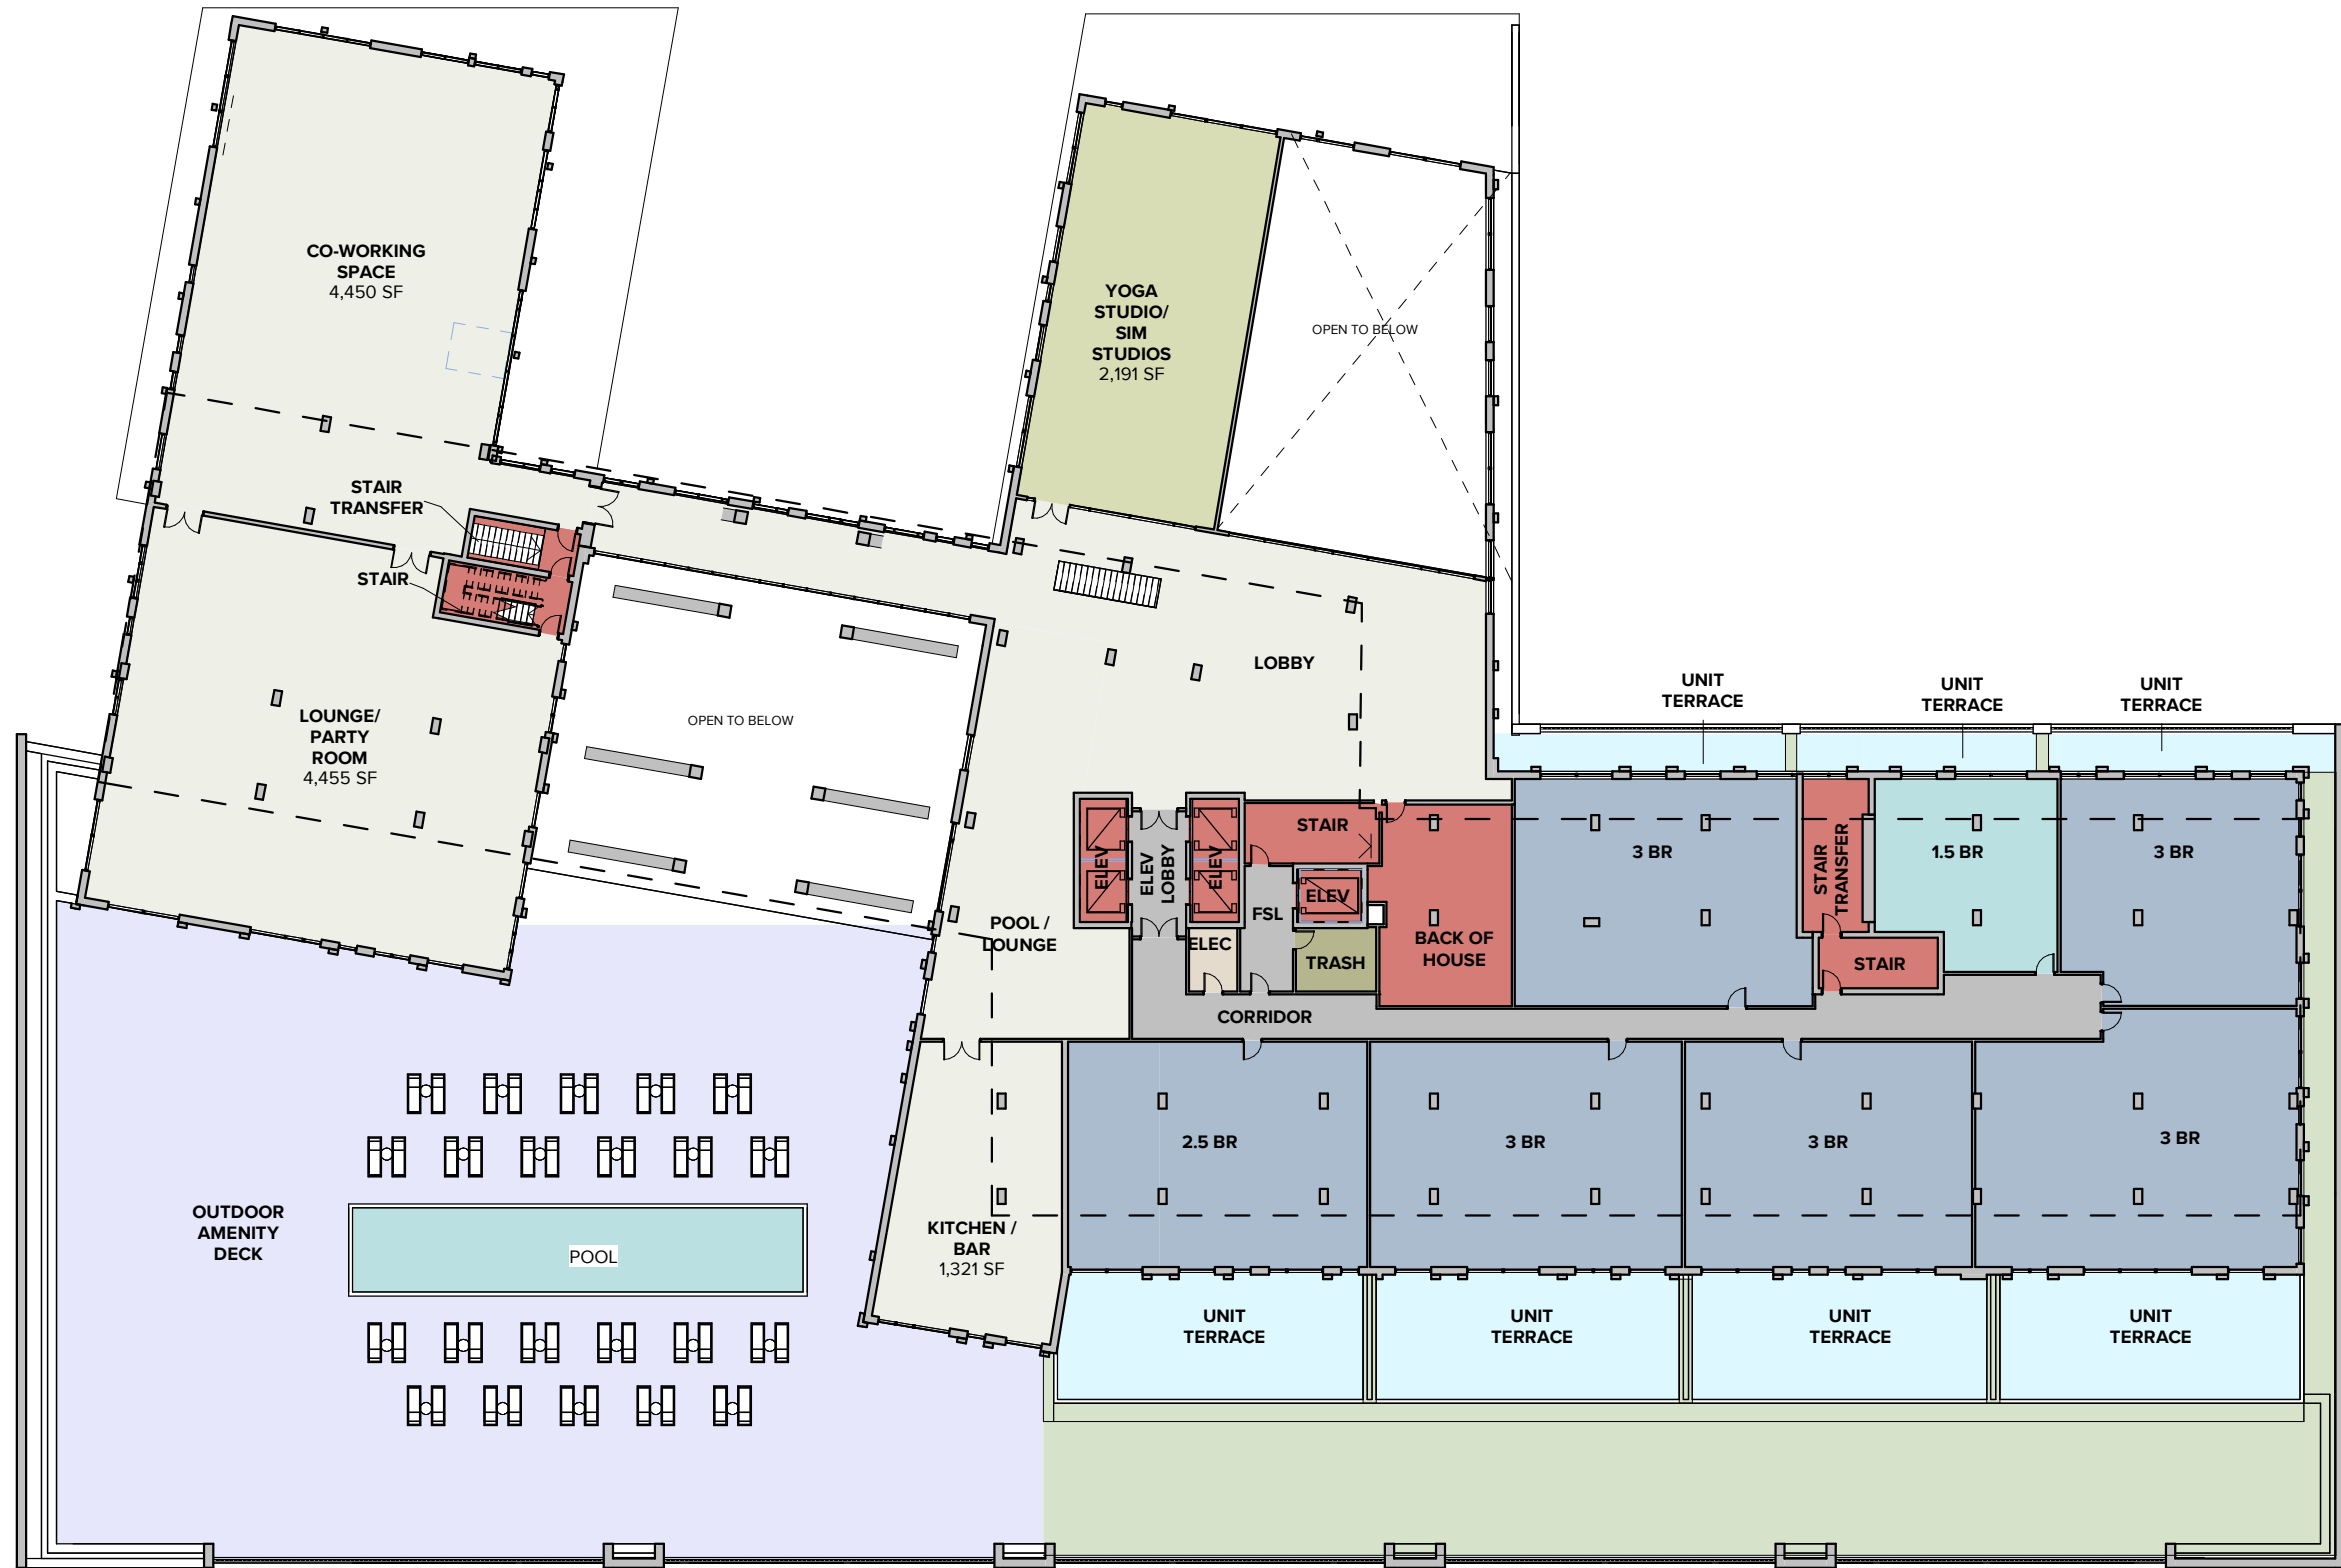 CO-WORKING
SPACE
4,450 SF
YOGA
STUDIO/
SIM
STUDIOS
2,191 SF
OPEN TO BELOW
STAIR
TRANSFER
STAIR
LOUNGE/
PARTY
ROOM
4,455 SF
OPEN TO BELOW
LOBBY
UNIT
TERRACE
UNIT
TERRACE
UNIT
TERRACE
ELEV
ELEV
LOBBY
ELEV
STAIR
ELEV
FSL
ELEC
TRASH
BACK OF
HOUSE
3 BR
STAIR
TRANSFER
1.5 BR
3 BR
STAIR
POOL /
LOUNGE
CORRIDOR
2.5 BR
3 BR
3 BR
3 BR
OUTDOOR
AMENITY
DECK
POOL
KITCHEN /
BAR
1,321 SF
UNIT
TERRACE
UNIT
TERRACE
UNIT
TERRACE
UNIT
TERRACE